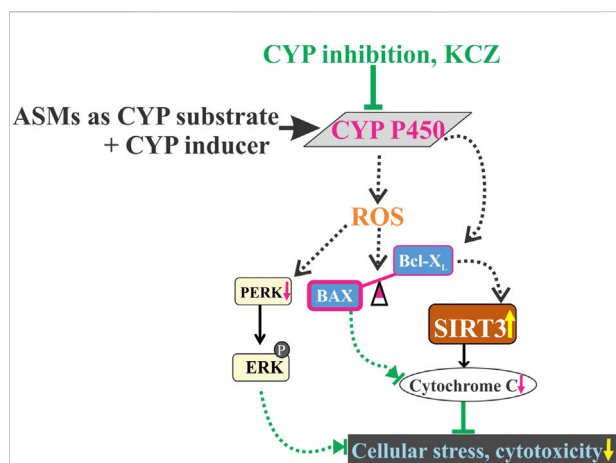 CYP inhibition, KCZ
ASMs as CYP substrate
+ CYP inducer
CYP P450
ROS
Bcl-XL
PERK
BAX
SIRT3
P
ERK
Cytochrome C
Cellular stress, cytotoxicity